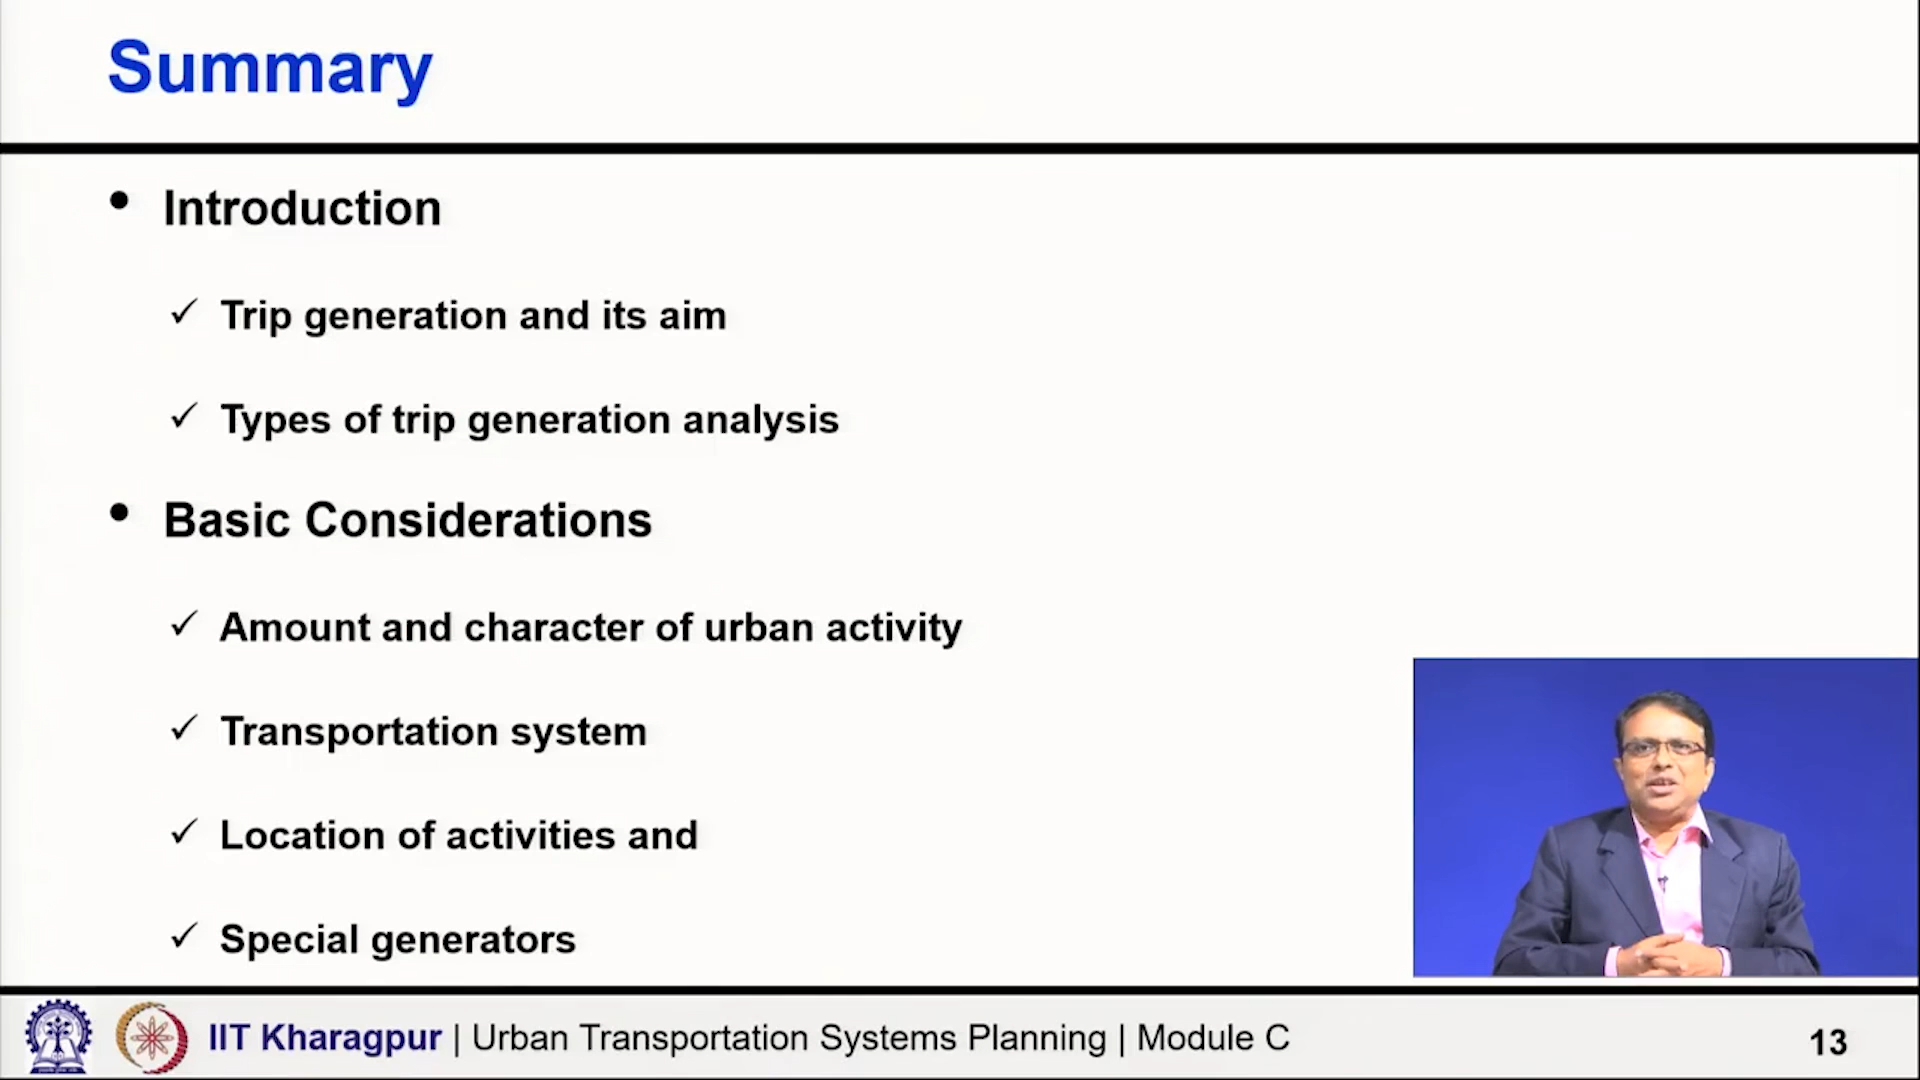 Summary
• Introduction
✓ Trip generation and its aim
✓ Types of trip generation analysis
• Basic Considerations
✓ Amount and character of urban activity
✓ Transportation system
✓ Location of activities and
✓ Special generators
IIT Kharagpur | Urban Transportation Systems Planning | Module C
13